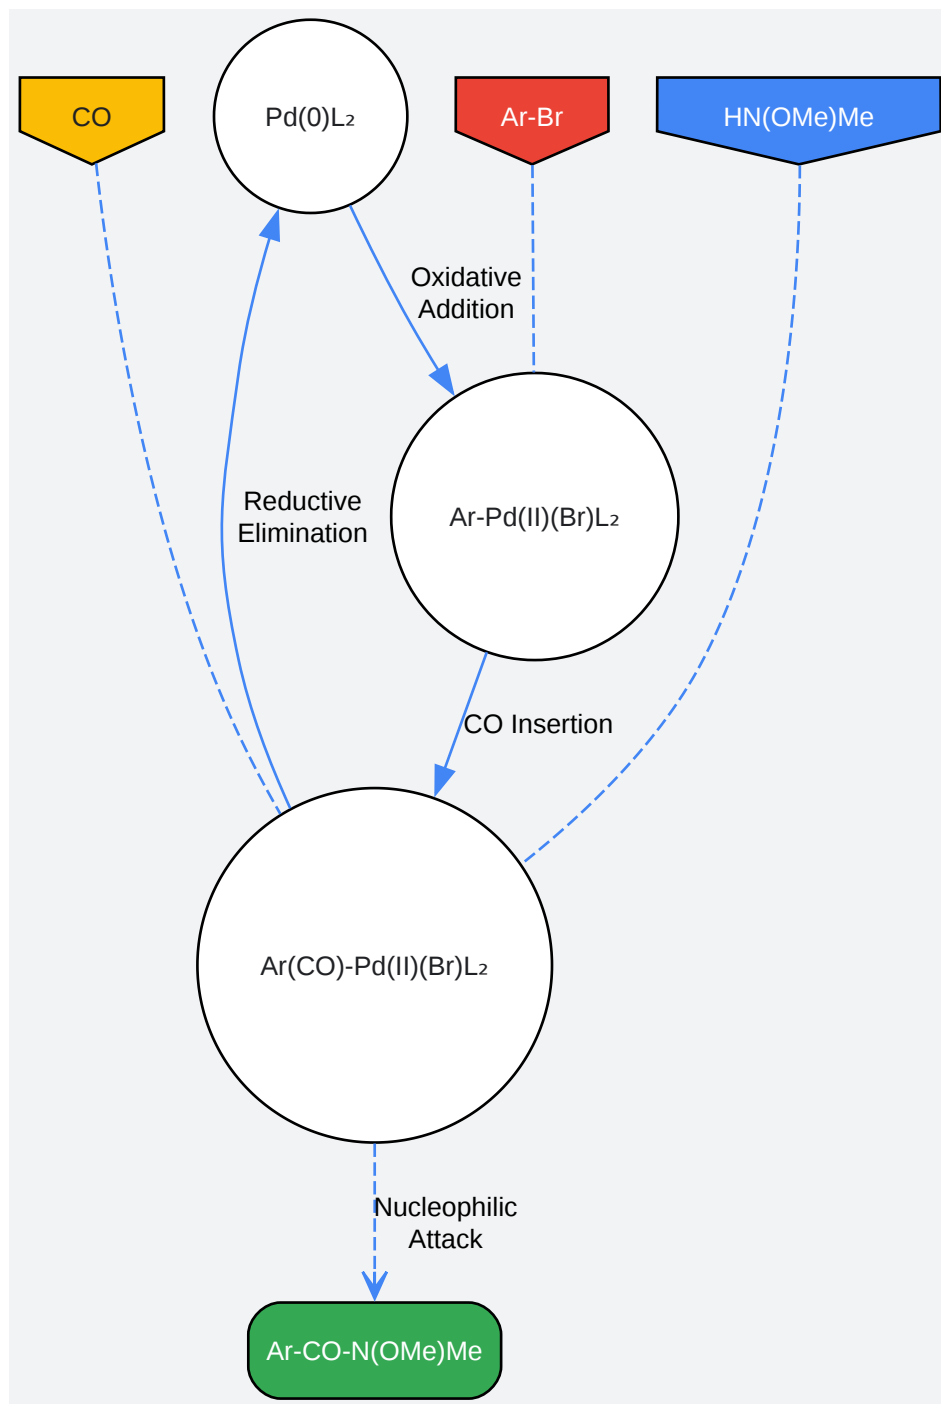 CO
Pd(0)L₂
Ar-Br
HN(OMe)Me
Oxidative
Addition
Reductive
Elimination
Ar-Pd(II)(Br)L₂
CO Insertion
Ar(CO)-Pd(II)(Br)L₂
Nucleophilic
Attack
Ar-CO-N(OMe)Me